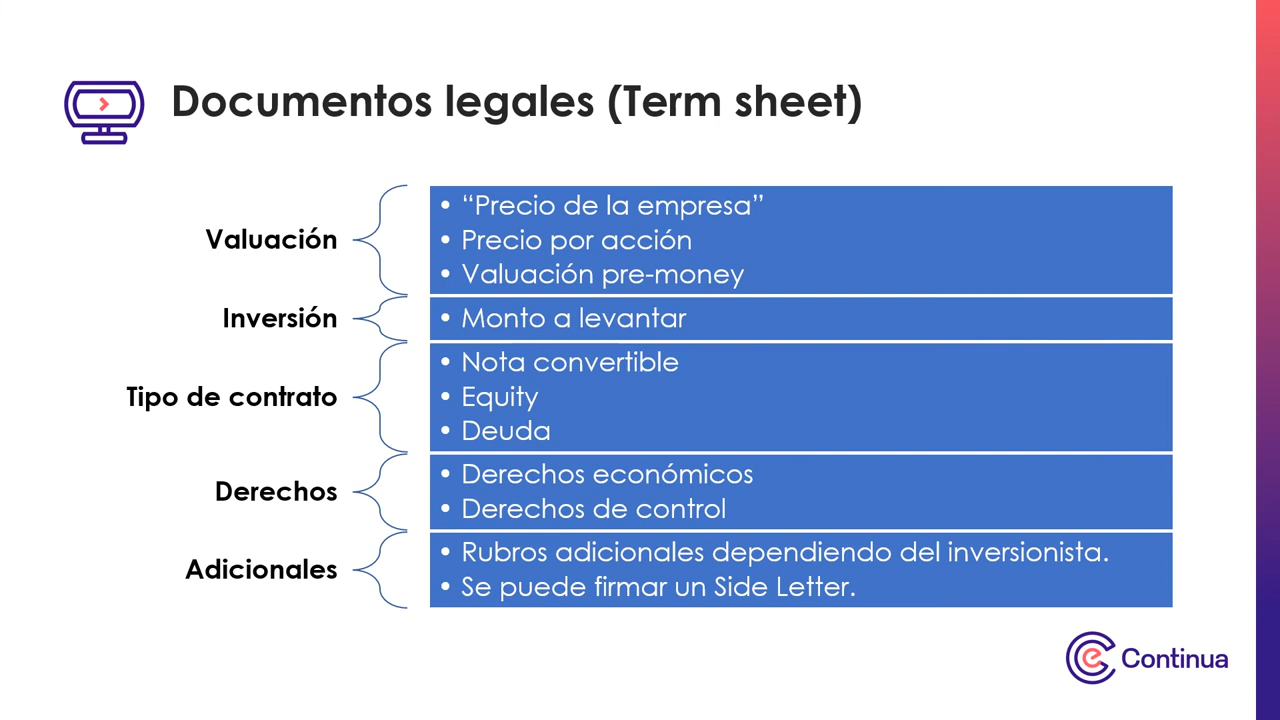 Documentos legales (Term sheet)
Valuación
• “Precio de la empresa”
• Precio por acción
• Valuación pre-money
Inversión
• Monto a levantar
Tipo de contrato
• Nota convertible
• Equity
• Deuda
Derechos
• Derechos económicos
• Derechos de control
Adicionales
• Rubros adicionales dependiendo del inversionista.
• Se puede firmar un Side Letter.
e Continua